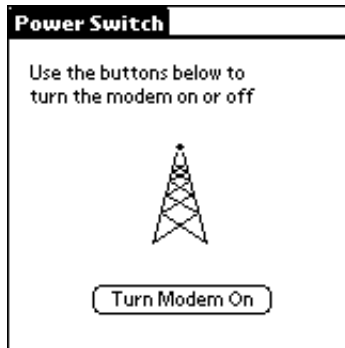 Power Switch
Use the buttons below to
turn the modem on or off
Turn Modem On